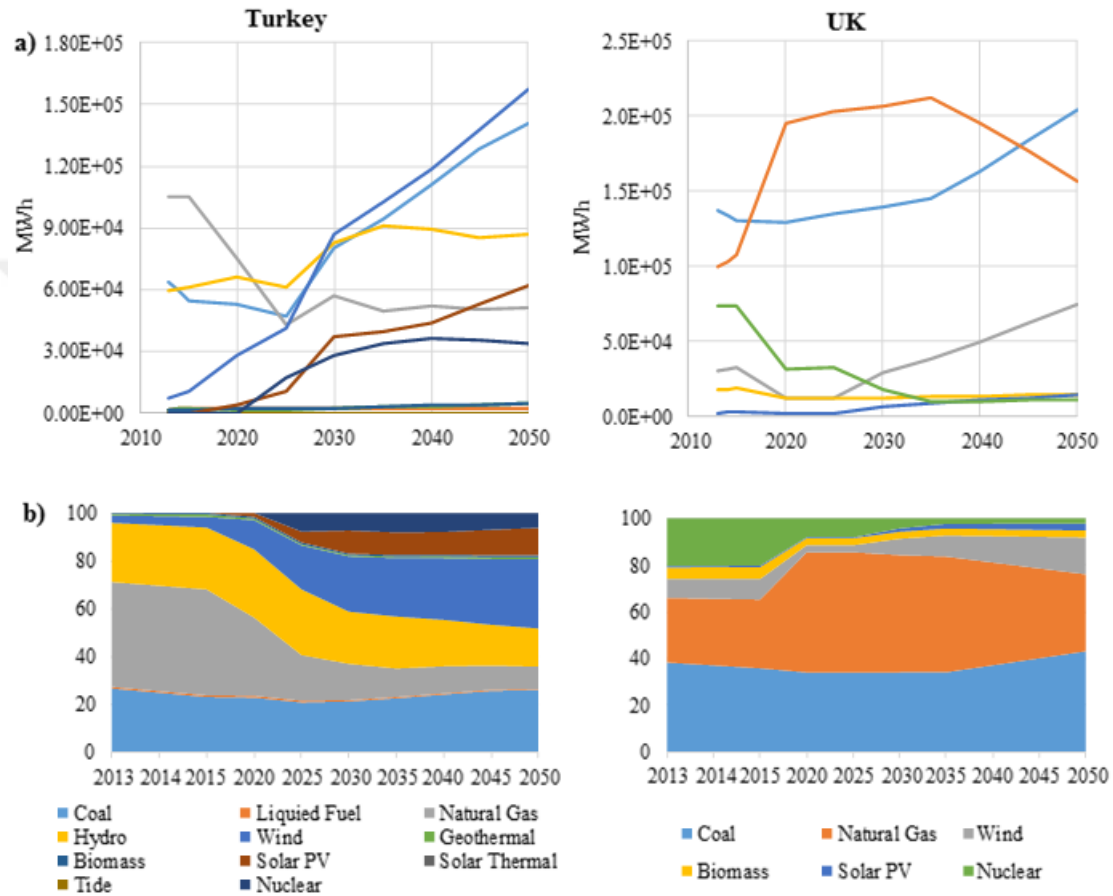 Turkey
UK
a)
1.80E+05
1.50E+05
1.20E+05
9.00E+04
6.00E+04
3.00E+04
0.00E+00
MWh
2010 2020 2030 2040 2050
2.5E+05
2.0E+05
1.5E+05
1.0E+05
5.0E+04
0.0E+00
MWh
2010 2020 2030 2040 2050
b)
100
80
60
40
20
0
2013 2014 2015 2020 2025 2030 2035 2040 2045 2050
Coal Liquied Fuel Natural Gas
Hydro Wind Geothermal
Biomass Solar PV Solar Thermal
Tide Nuclear
100
80
60
40
20
0
2013 2014 2015 2020 2025 2030 2035 2040 2045 2050
Coal Natural Gas Wind
Biomass Solar PV Nuclear